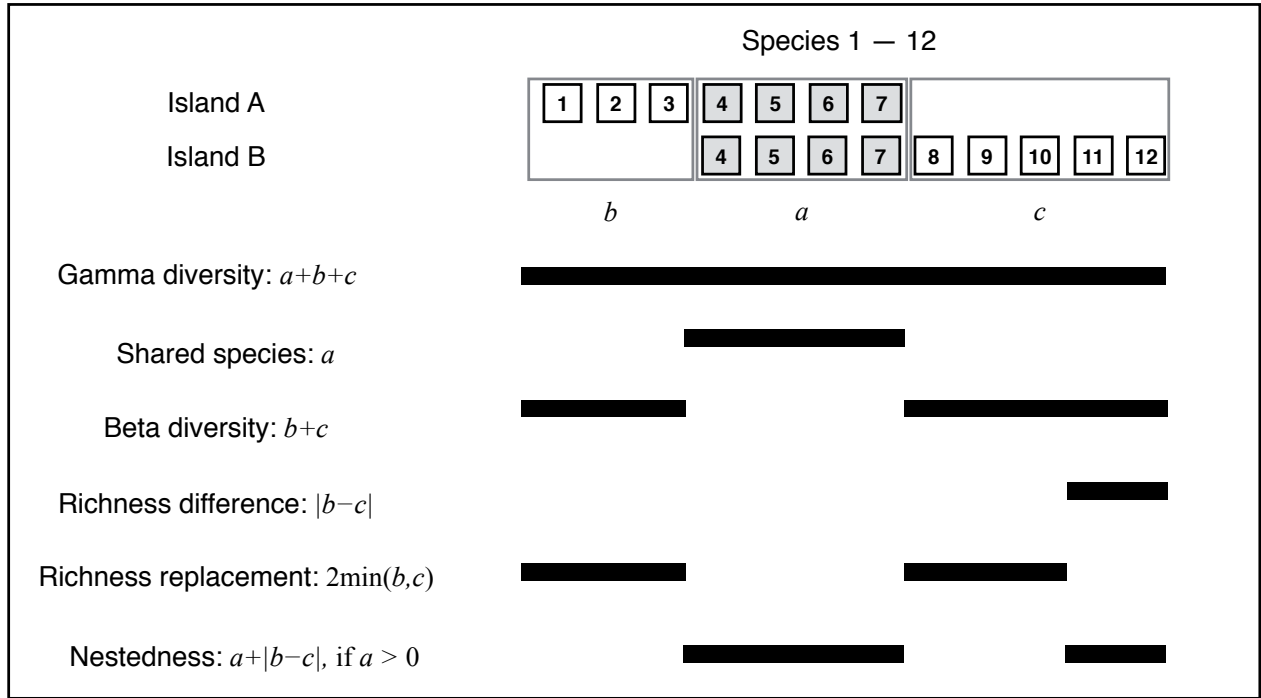 Species 1 — 12
Island A 1 2 3 4 5 6 7
Island B 4 5 6 7 8 9 10 11 12
b a c
Gamma diversity: a+b+c
Shared species: a
Beta diversity: b+c
Richness difference: |b−c|
Richness replacement: 2min(b,c)
Nestedness: a+|b−c|, if a > 0